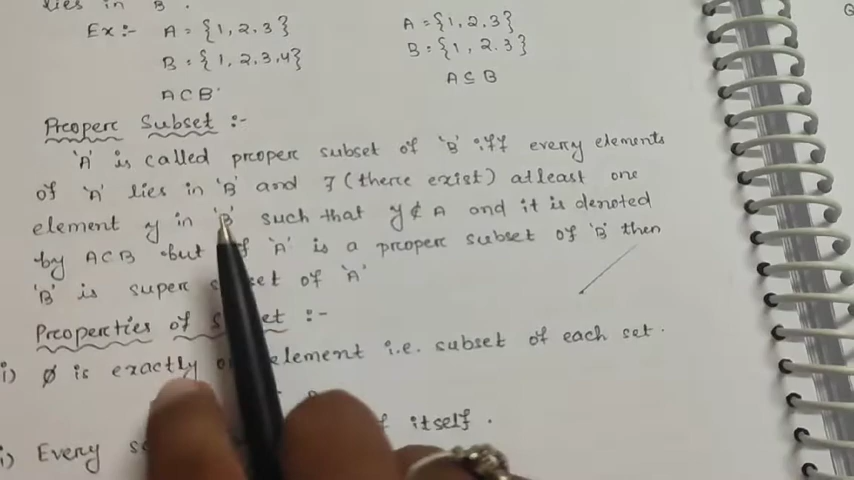 lies in B.
Ex:- A = {1, 2, 3} A = {1, 2, 3}
B = {1, 2, 3, 4} B = {1, 2, 3}
A ⊂ B A ⊆ B
Proper Subset :-
'A' is called proper subset of 'B' iff every elements
of 'A' lies in 'B' and ∃ (there exist) atleast one
element y in 'B' such that y ∉ A and it is denoted
by A ⊂ B but 'A' is a proper subset of 'B' then
'B' is super set of 'A'
Properties of :-
i) ∅ is exactly element i.e. subset of each set.
i) Every itself.